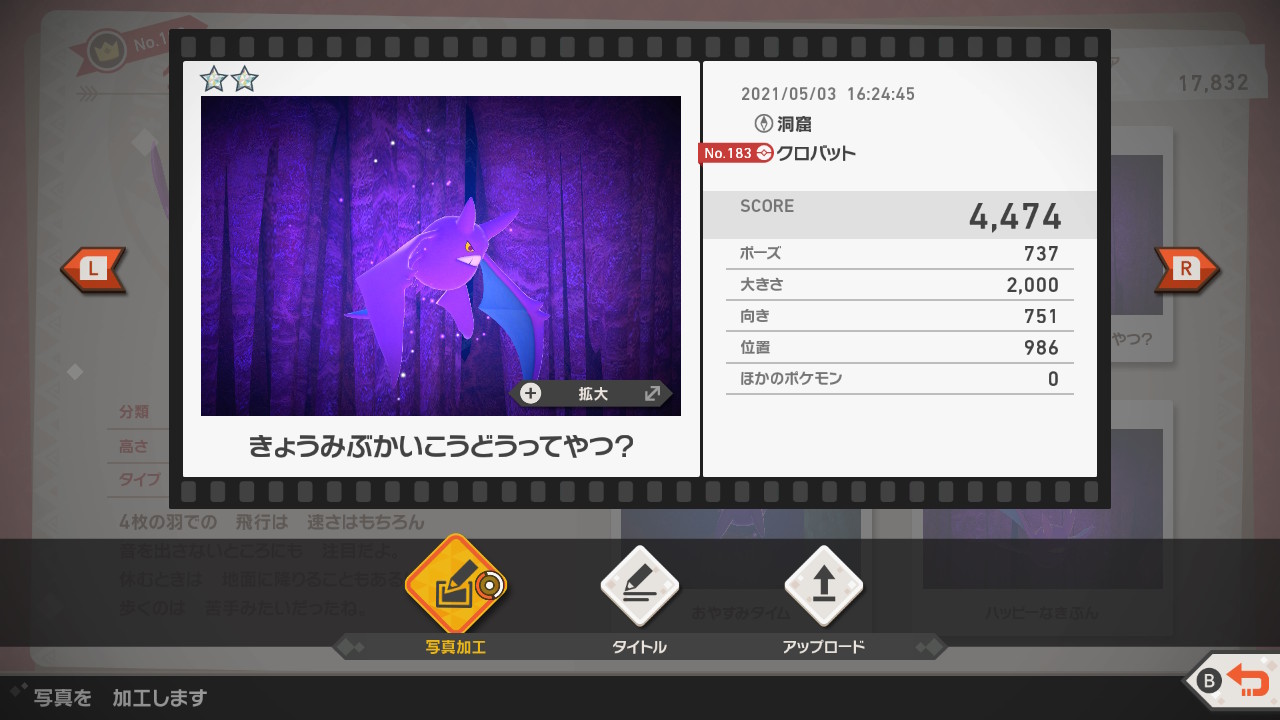 No.1
17,832
2021/05/03 16:24:45
洞窟
No.183 クロバット
SCORE 4,474
ポーズ 737
大きさ 2,000
向き 751
位置 986
ほかのポケモン 0
L
R
＋ 拡大
きょうみぶかいこうどうってやつ?
やつ?
分類
高さ
タイプ
4枚の羽での 飛行は 速さはもちろん
音を出さないところにも 注目だよ。
休むときは 地面に降りることもある
歩くのは 苦手みたいだったね。
おやすみタイム
ハッピーなきぶん
写真加工
タイトル
アップロード
写真を 加工します
B